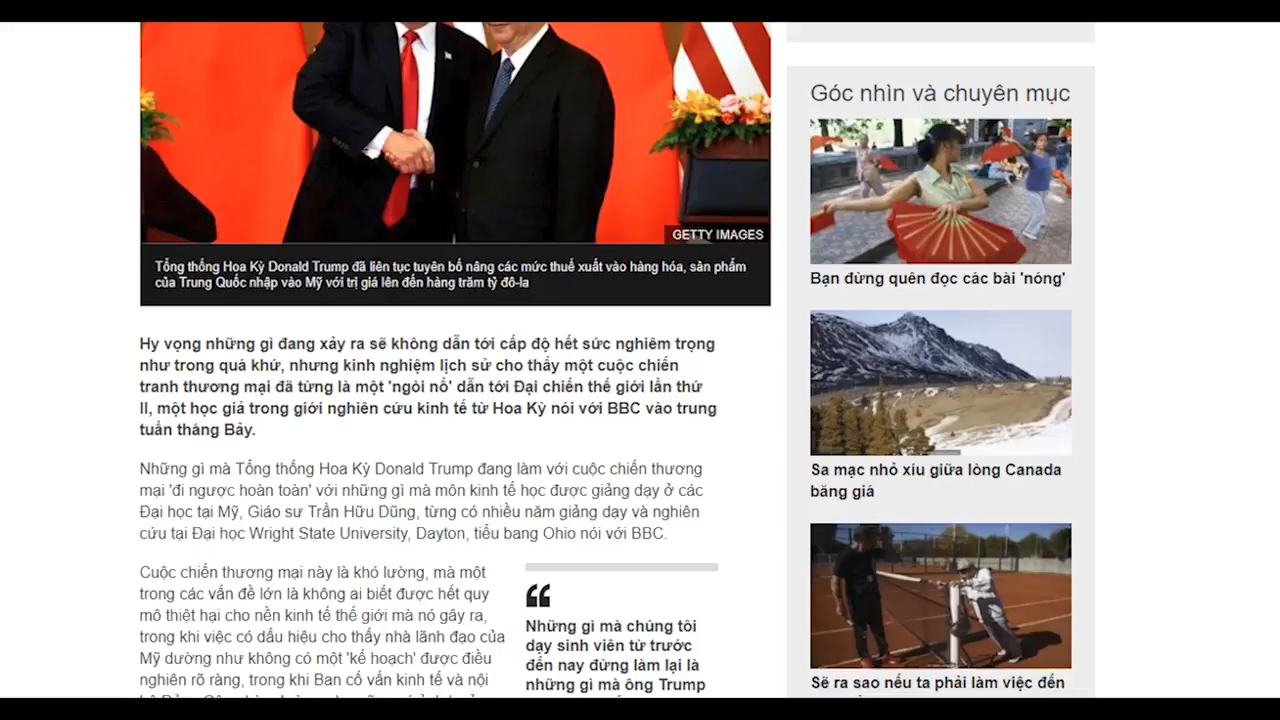 GETTY IMAGES
Tổng thống Hoa Kỳ Donald Trump đã liên tục tuyên bố nâng các mức thuế xuất vào hàng hóa, sản phẩm
của Trung Quốc nhập vào Mỹ với trị giá lên đến hàng trăm tỷ đô-la
Hy vọng những gì đang xảy ra sẽ không dẫn tới cấp độ hết sức nghiêm trọng
như trong quá khứ, nhưng kinh nghiệm lịch sử cho thấy một cuộc chiến
tranh thương mại đã từng là một 'ngòi nổ' dẫn tới Đại chiến thế giới lần thứ
II, một học giả trong giới nghiên cứu kinh tế từ Hoa Kỳ nói với BBC vào trung
tuần tháng Bảy.
Những gì mà Tổng thống Hoa Kỳ Donald Trump đang làm với cuộc chiến thương
mại 'đi ngược hoàn toàn' với những gì mà môn kinh tế học được giảng dạy ở các
Đại học tại Mỹ, Giáo sư Trần Hữu Dũng, từng có nhiều năm giảng dạy và nghiên
cứu tại Đại học Wright State University, Dayton, tiểu bang Ohio nói với BBC.
Cuộc chiến thương mại này là khó lường, mà một
trong các vấn đề lớn là không ai biết được hết quy
mô thiệt hại cho nền kinh tế thế giới mà nó gây ra,
trong khi việc có dấu hiệu cho thấy nhà lãnh đạo của
Mỹ dường như không có một 'kế hoạch' được điều
nghiên rõ ràng, trong khi Ban cố vấn kinh tế và nội
Những gì mà chúng tôi
dạy sinh viên từ trước
đến nay đừng làm lại là
những gì mà ông Trump
Góc nhìn và chuyên mục
Bạn đừng quên đọc các bài 'nóng'
Sa mạc nhỏ xíu giữa lòng Canada
băng giá
Sẽ ra sao nếu ta phải làm việc đến